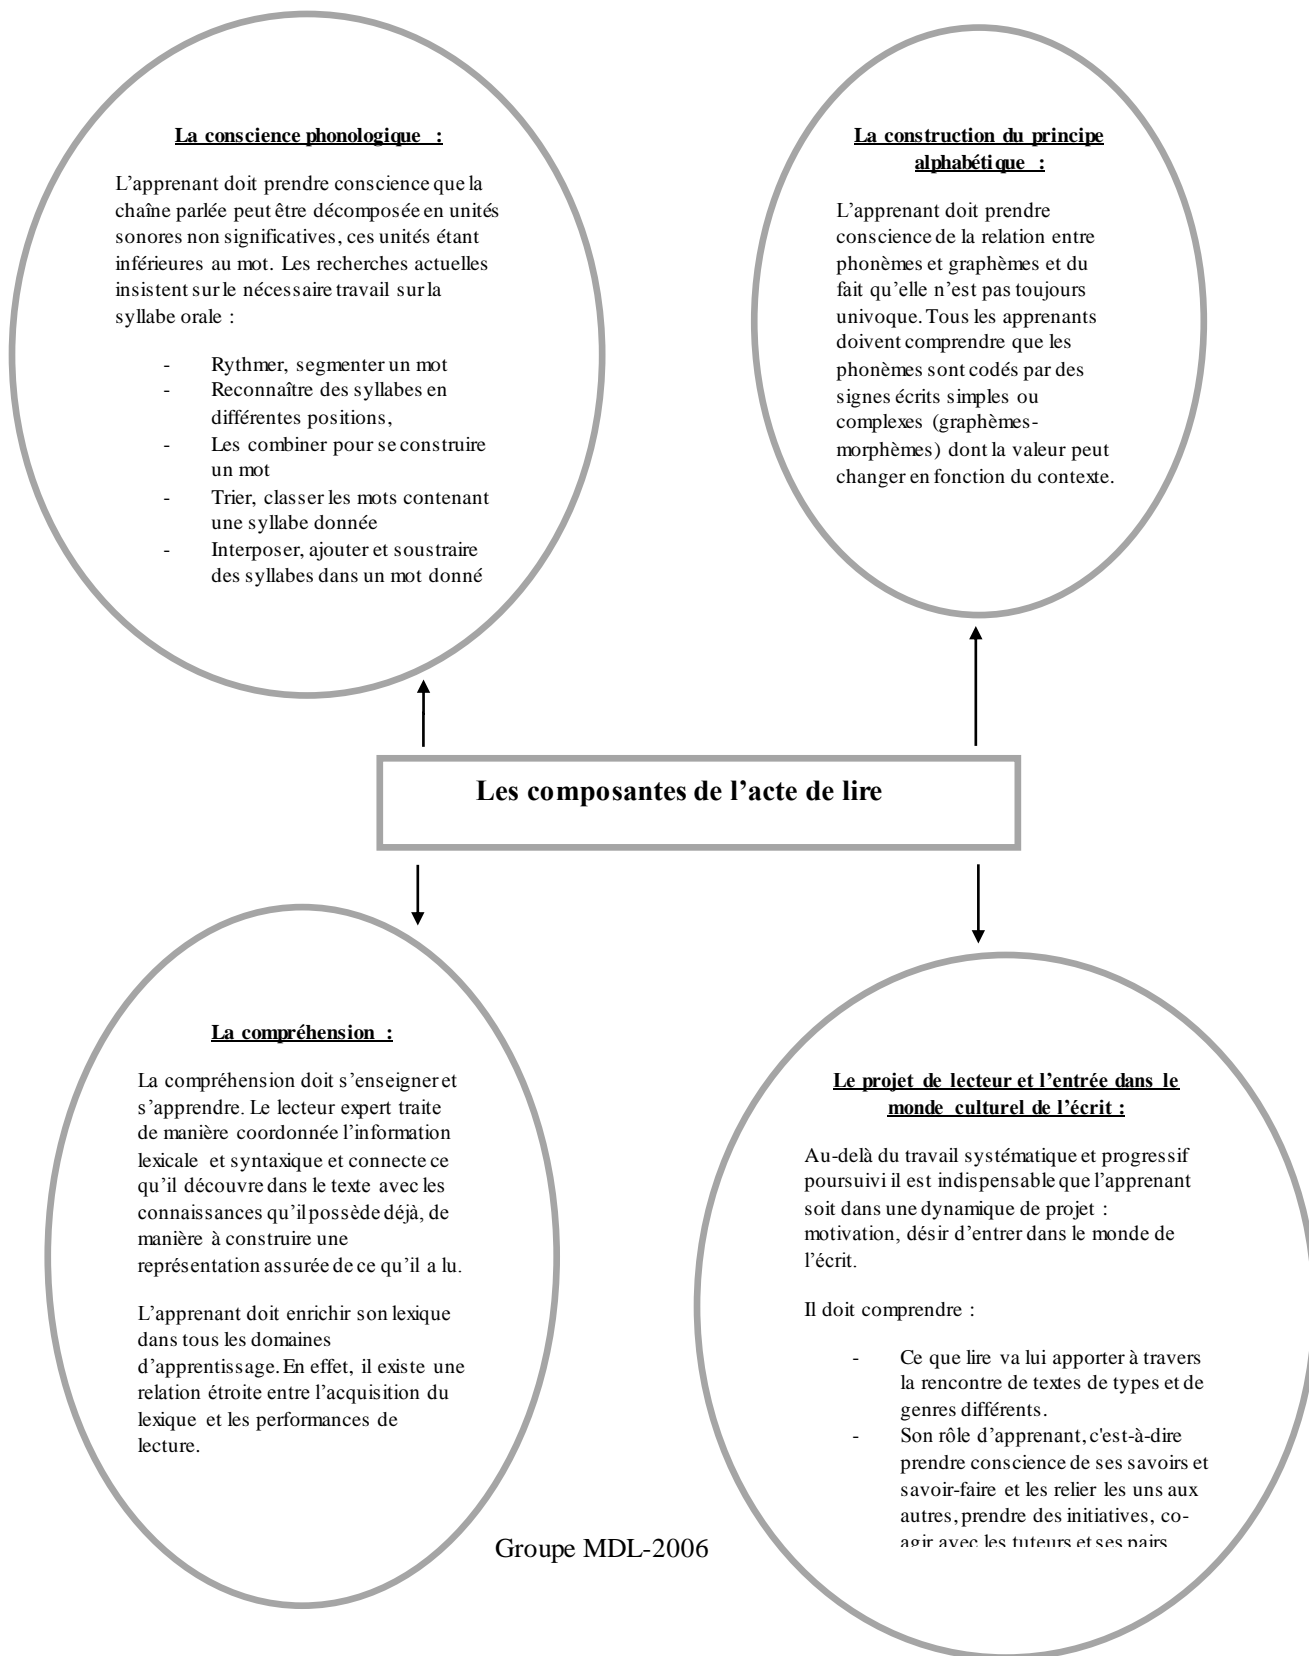 La conscience phonologique :
L’apprenant doit prendre conscience que la
chaîne parlée peut être décomposée en unités
sonores non significatives, ces unités étant
inférieures au mot. Les recherches actuelles
insistent sur le nécessaire travail sur la
syllabe orale :
- Rythmer, segmenter un mot
- Reconnaître des syllabes en
différentes positions,
- Les combiner pour se construire
un mot
- Trier, classer les mots contenant
une syllabe donnée
- Interposer, ajouter et soustraire
des syllabes dans un mot donné
La construction du principe
alphabétique :
L’apprenant doit prendre
conscience de la relation entre
phonèmes et graphèmes et du
fait qu’elle n’est pas toujours
univoque. Tous les apprenants
doivent comprendre que les
phonèmes sont codés par des
signes écrits simples ou
complexes (graphèmes-
morphèmes) dont la valeur peut
changer en fonction du contexte.
Les composantes de l’acte de lire
La compréhension :
La compréhension doit s’enseigner et
s’apprendre. Le lecteur expert traite
de manière coordonnée l’information
lexicale et syntaxique et connecte ce
qu’il découvre dans le texte avec les
connaissances qu’il possède déjà, de
manière à construire une
représentation assurée de ce qu’il a lu.
L’apprenant doit enrichir son lexique
dans tous les domaines
d’apprentissage. En effet, il existe une
relation étroite entre l’acquisition du
lexique et les performances de
lecture.
Le projet de lecteur et l’entrée dans le
monde culturel de l’écrit :
Au-delà du travail systématique et progressif
poursuivi il est indispensable que l’apprenant
soit dans une dynamique de projet :
motivation, désir d’entrer dans le monde de
l’écrit.
Il doit comprendre :
- Ce que lire va lui apporter à travers
la rencontre de textes de types et de
genres différents.
- Son rôle d’apprenant, c'est-à-dire
prendre conscience de ses savoirs et
savoir-faire et les relier les uns aux
autres, prendre des initiatives, co-
agir avec les tuteurs et ses pairs
Groupe MDL-2006